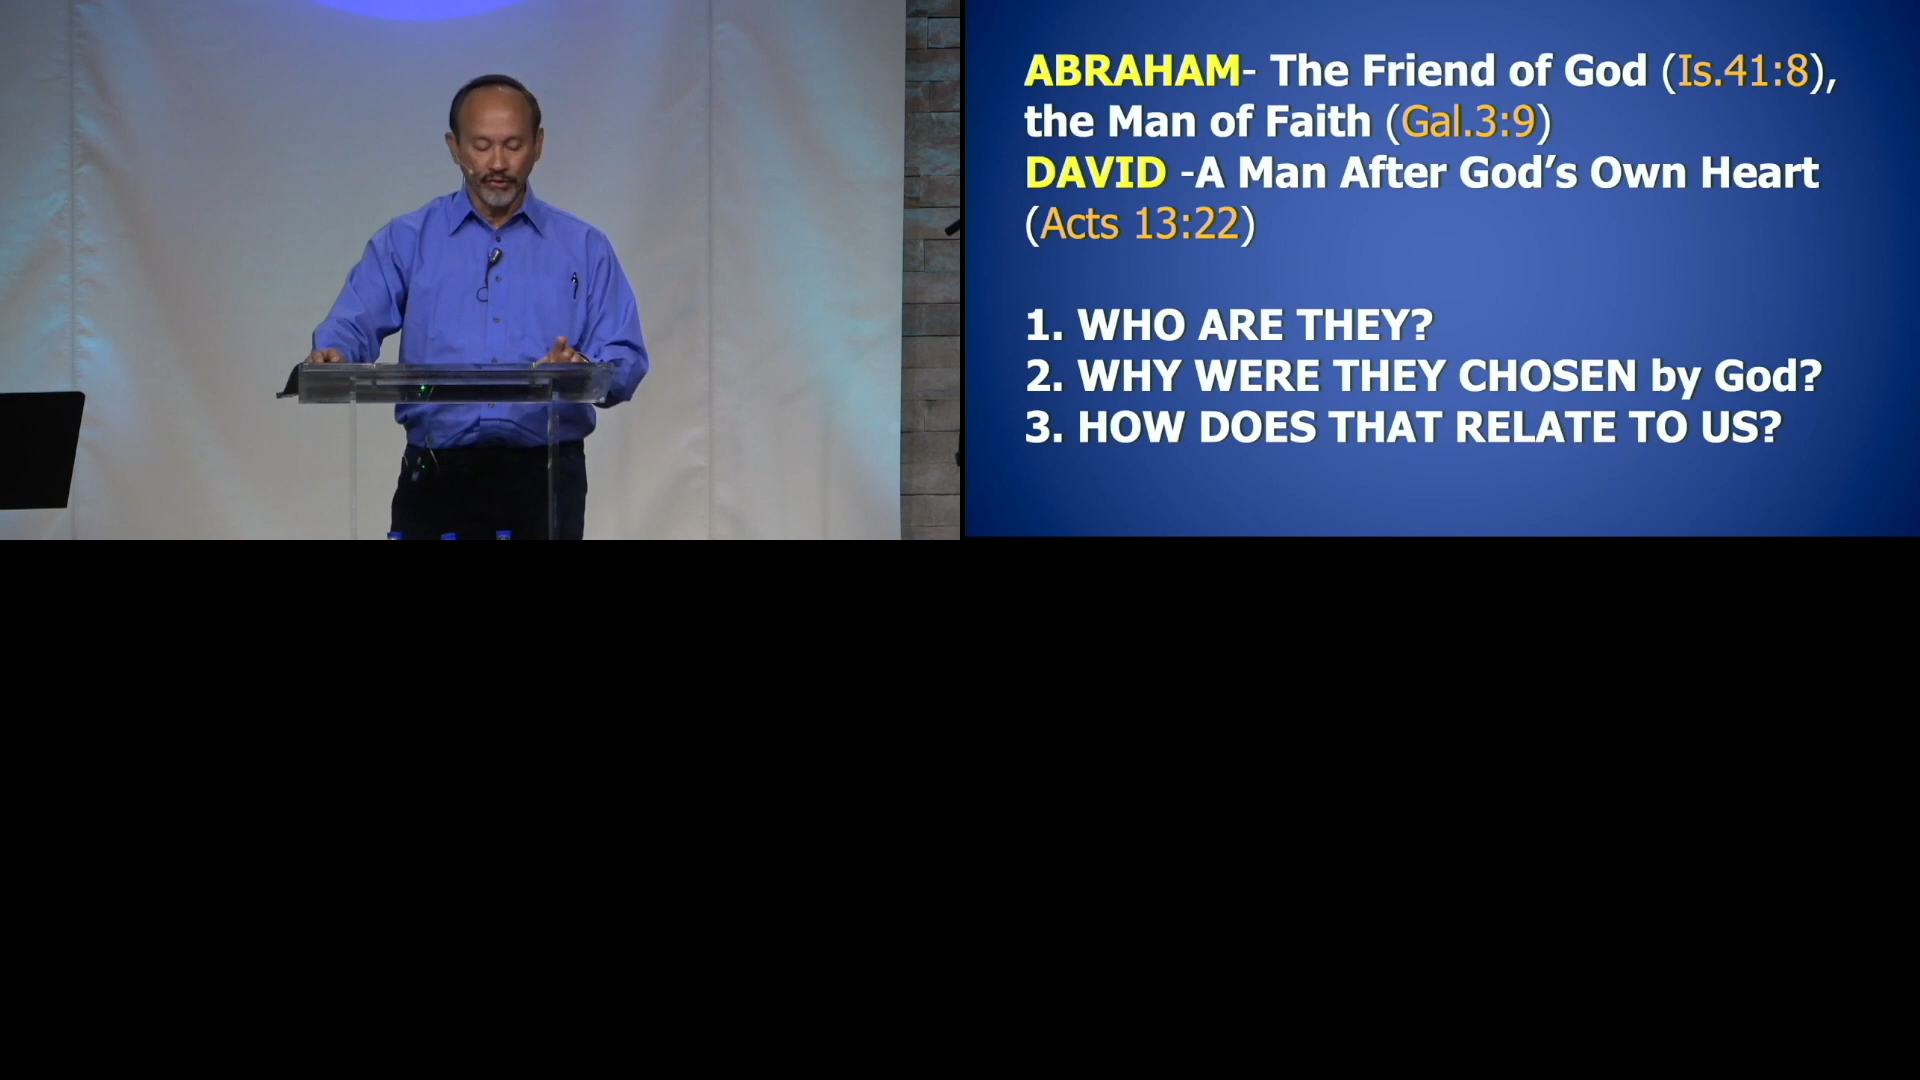 ABRAHAM- The Friend of God (Is.41:8),
the Man of Faith (Gal.3:9)
DAVID -A Man After God’s Own Heart
(Acts 13:22)
1. WHO ARE THEY?
2. WHY WERE THEY CHOSEN by God?
3. HOW DOES THAT RELATE TO US?